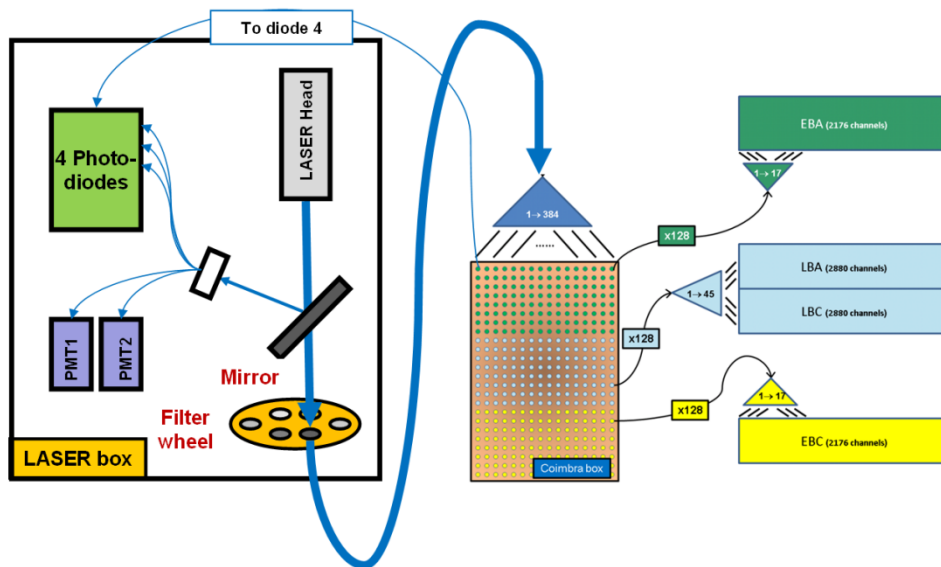 To diode 4
LASER Head
4 Photo-
diodes
PMT1
PMT2
Mirror
Filter
wheel
LASER box
1→384
......
Coimbra box
x128
x128
x128
1→17
1→45
1→17
EBA (2176 channels)
LBA (2880 channels)
LBC (2880 channels)
EBC (2176 channels)